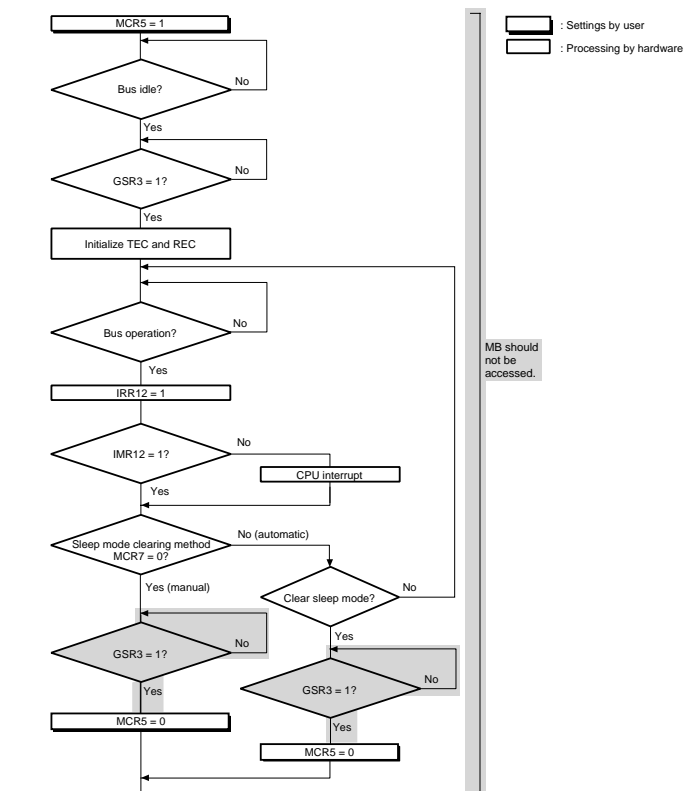 MCR5 = 1
: Settings by user
: Processing by hardware
Bus idle?
No
Yes
GSR3 = 1?
No
Yes
Initialize TEC and REC
Bus operation?
No
Yes
MB should
not be
accessed.
IRR12 = 1
IMR12 = 1?
No
CPU interrupt
Yes
Sleep mode clearing method
MCR7 = 0?
No (automatic)
Yes (manual)
Clear sleep mode?
No
Yes
GSR3 = 1?
No
Yes
MCR5 = 0
GSR3 = 1?
No
Yes
MCR5 = 0